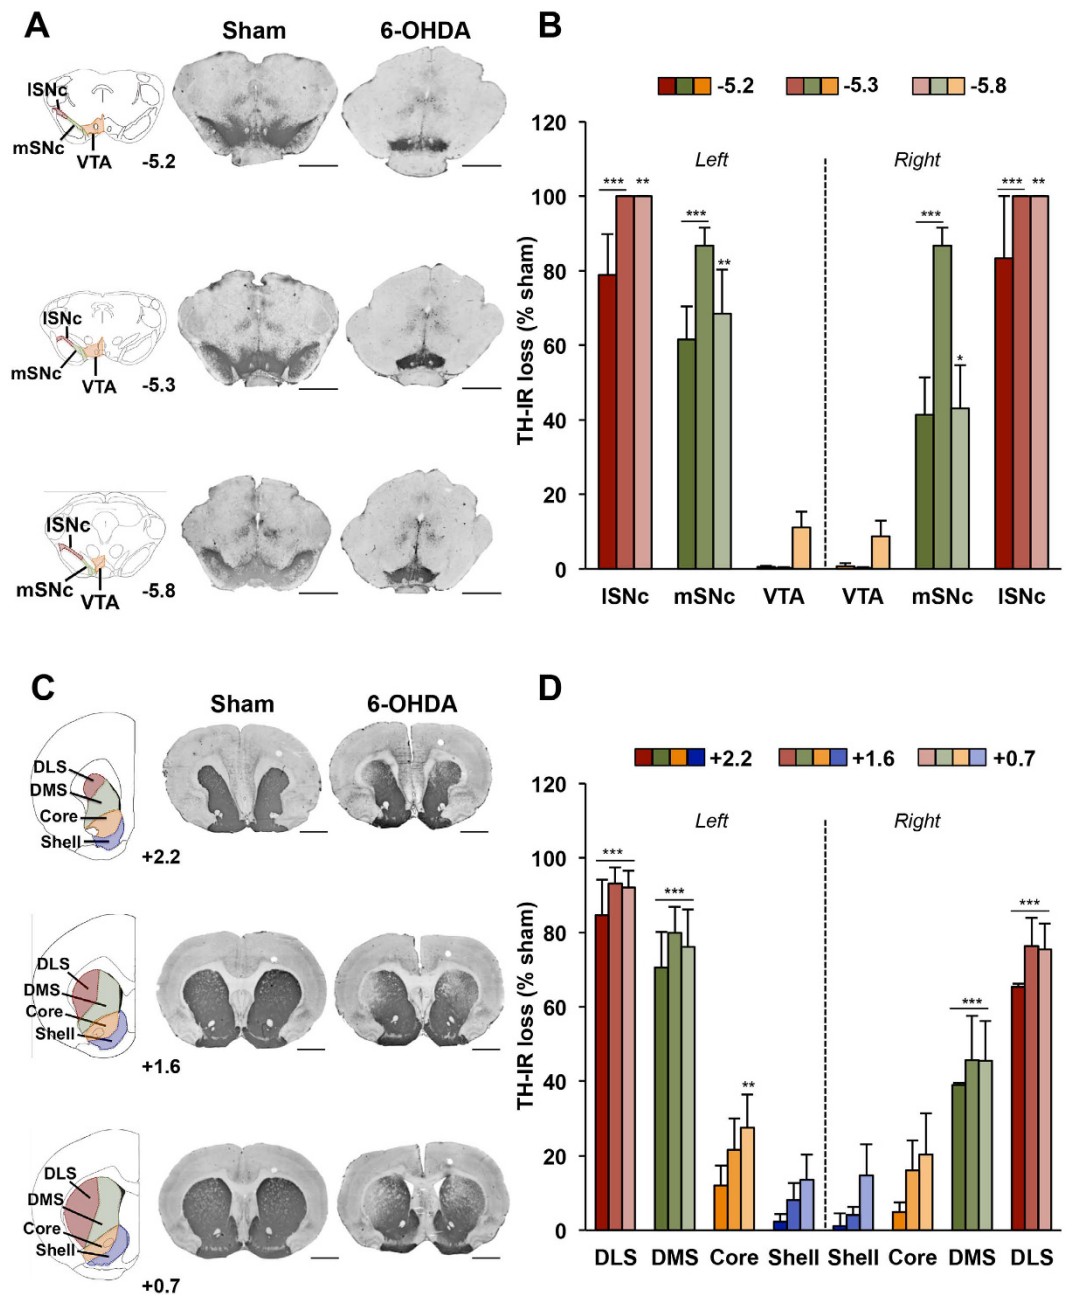 A
Sham
6-OHDA
lSNc
mSNc
VTA
-5.2
lSNc
mSNc
VTA
-5.3
lSNc
mSNc
VTA
-5.8
B
-5.2
-5.3
-5.8
TH-IR loss (% sham)
120
100
80
60
40
20
0
Left
Right
*** **
***
**
***
*
*** **
lSNc mSNc VTA VTA mSNc lSNc
C
Sham
6-OHDA
DLS
DMS
Core
Shell
+2.2
DLS
DMS
Core
Shell
+1.6
DLS
DMS
Core
Shell
+0.7
D
+2.2
+1.6
+0.7
TH-IR loss (% sham)
120
100
80
60
40
20
0
Left
Right
***
***
**
***
***
DLS DMS Core Shell Shell Core DMS DLS